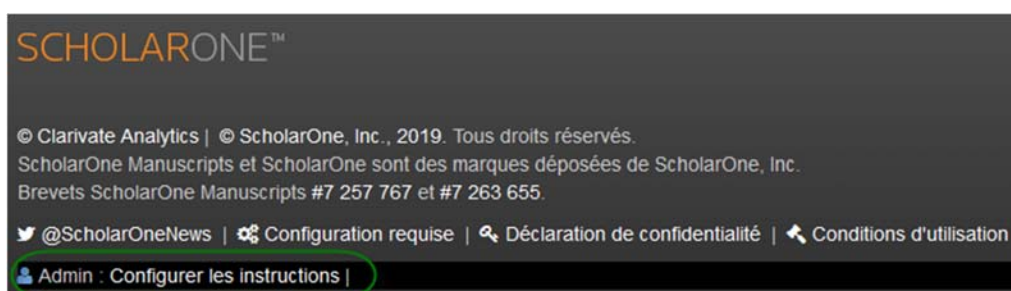 SCHOLARONE™
© Clarivate Analytics | © ScholarOne, Inc., 2019. Tous droits réservés.
ScholarOne Manuscripts et ScholarOne sont des marques déposées de ScholarOne, Inc.
Brevets ScholarOne Manuscripts #7 257 767 et #7 263 655.
@ScholarOneNews | Configuration requise | Déclaration de confidentialité | Conditions d'utilisation
Admin : Configurer les instructions |